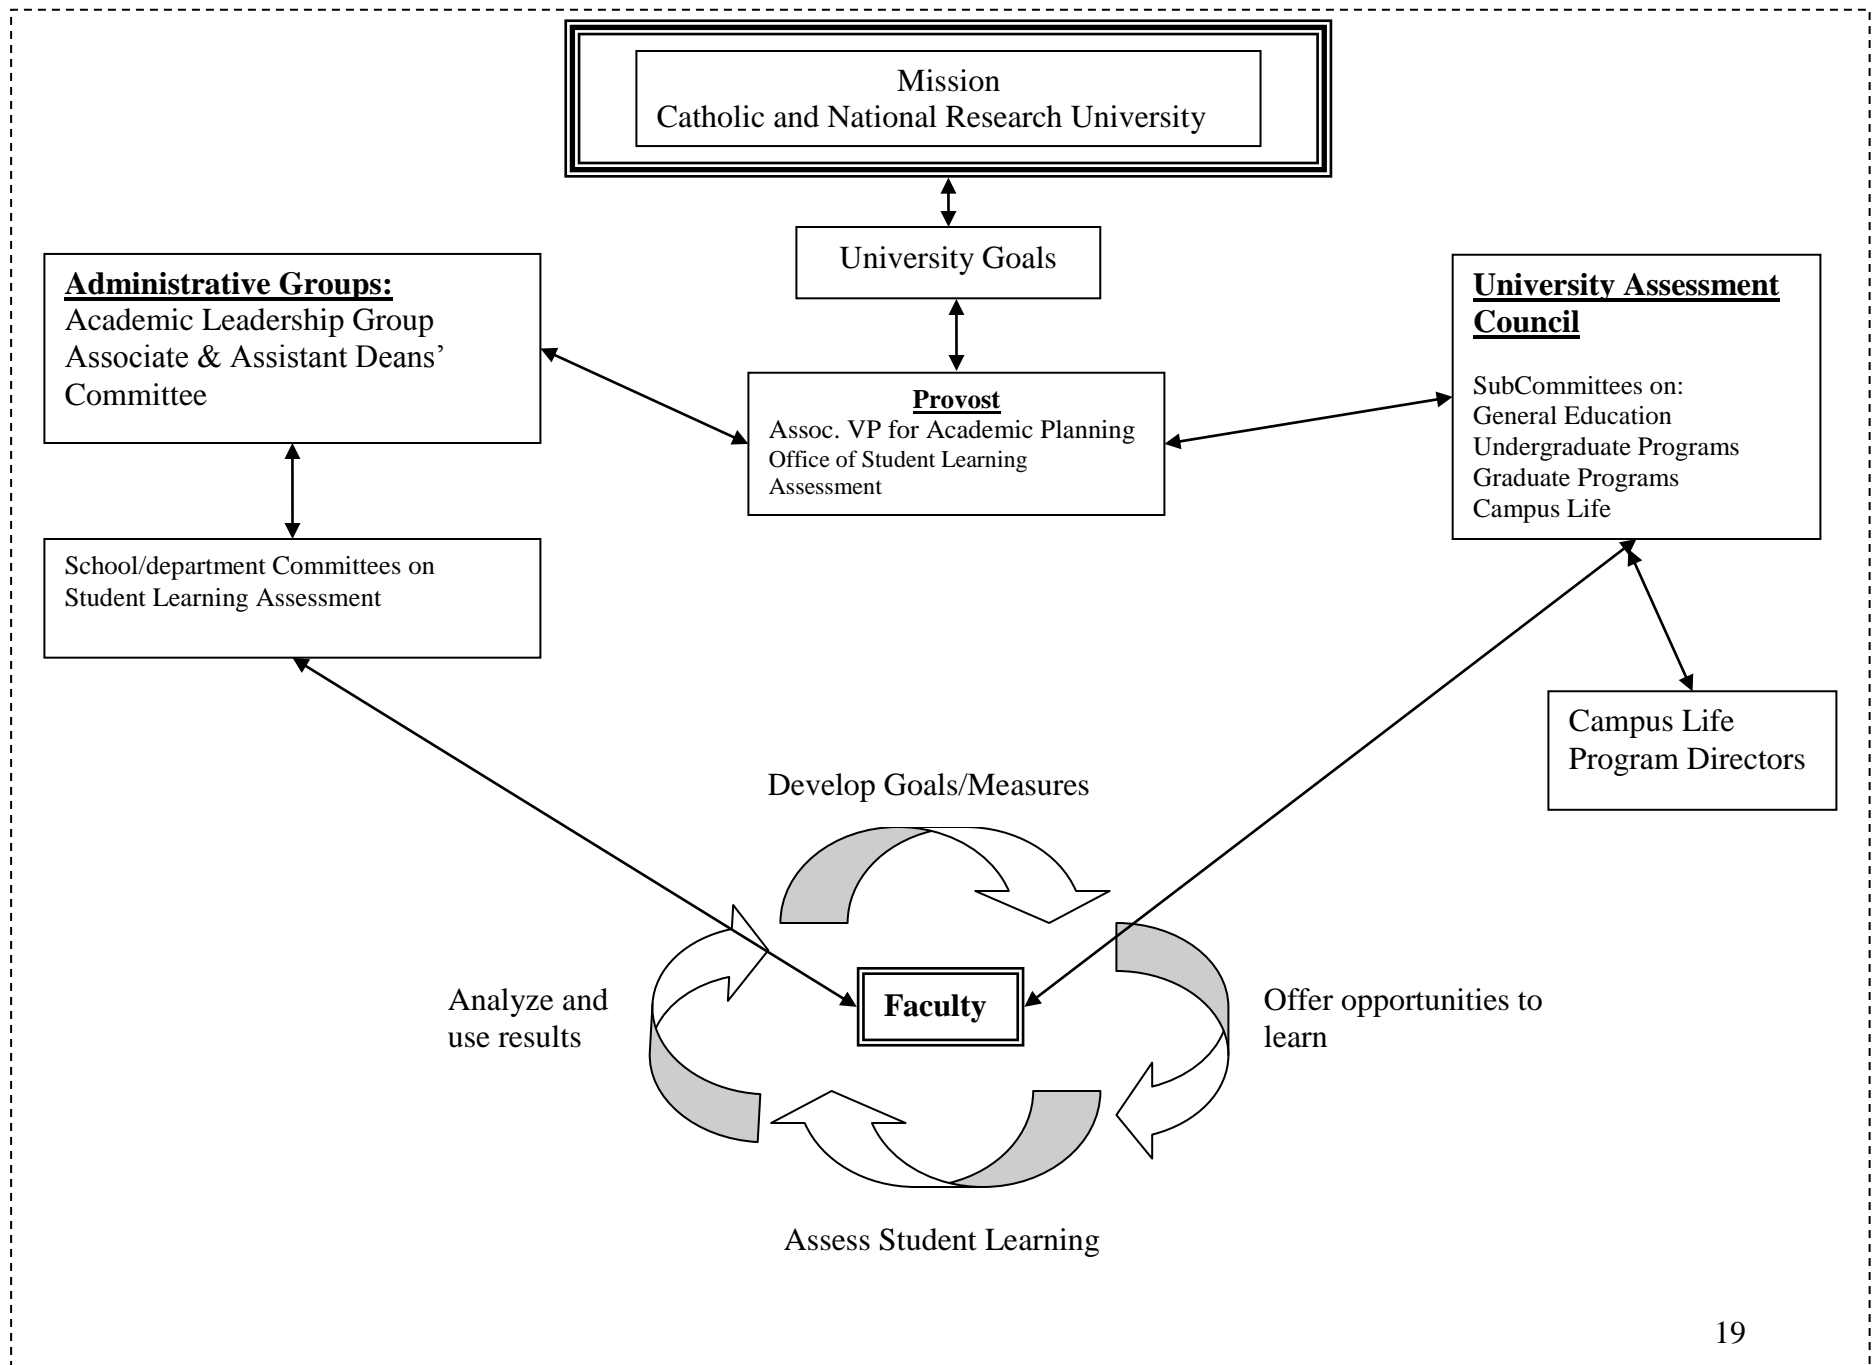 Mission
Catholic and National Research University
University Goals
Administrative Groups:
Academic Leadership Group
Associate & Assistant Deans’
Committee
University Assessment
Council
SubCommittees on:
General Education
Undergraduate Programs
Graduate Programs
Campus Life
Provost
Assoc. VP for Academic Planning
Office of Student Learning
Assessment
School/department Committees on
Student Learning Assessment
Campus Life
Program Directors
Develop Goals/Measures
Analyze and
use results
Faculty
Offer opportunities to
learn
Assess Student Learning
19